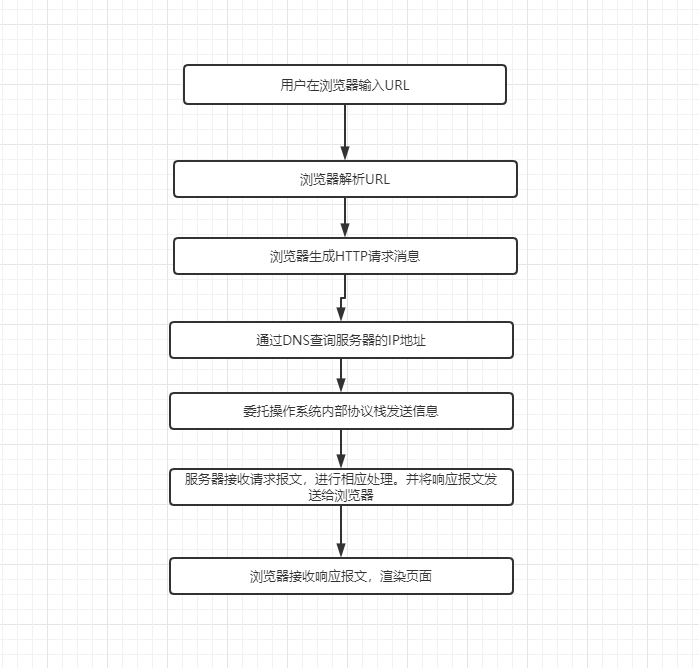 用户在浏览器输入URL
浏览器解析URL
浏览器生成HTTP请求消息
通过DNS查询服务器的IP地址
委托操作系统内部协议栈发送信息
服务器接收请求报文，进行相应处理。并将响应报文发
送给浏览器
浏览器接收响应报文，渲染页面